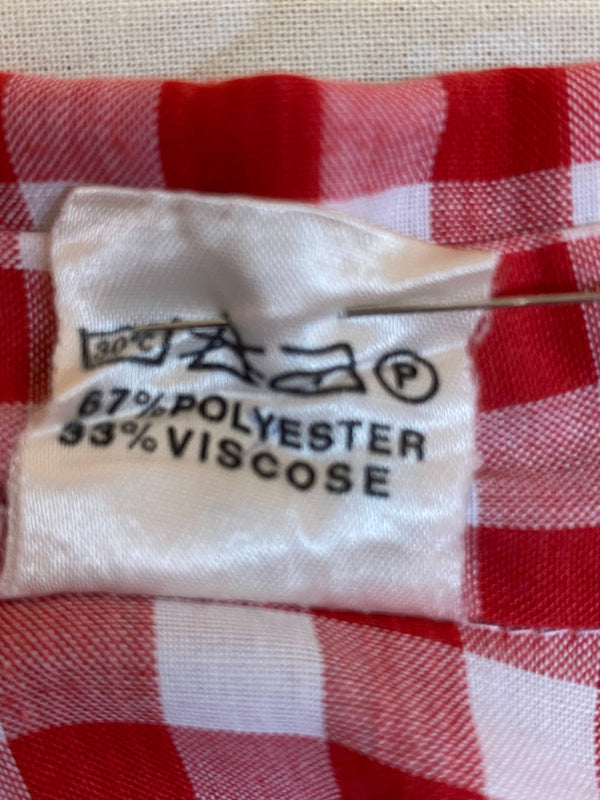 30°C P
67% POLYESTER
33% VISCOSE